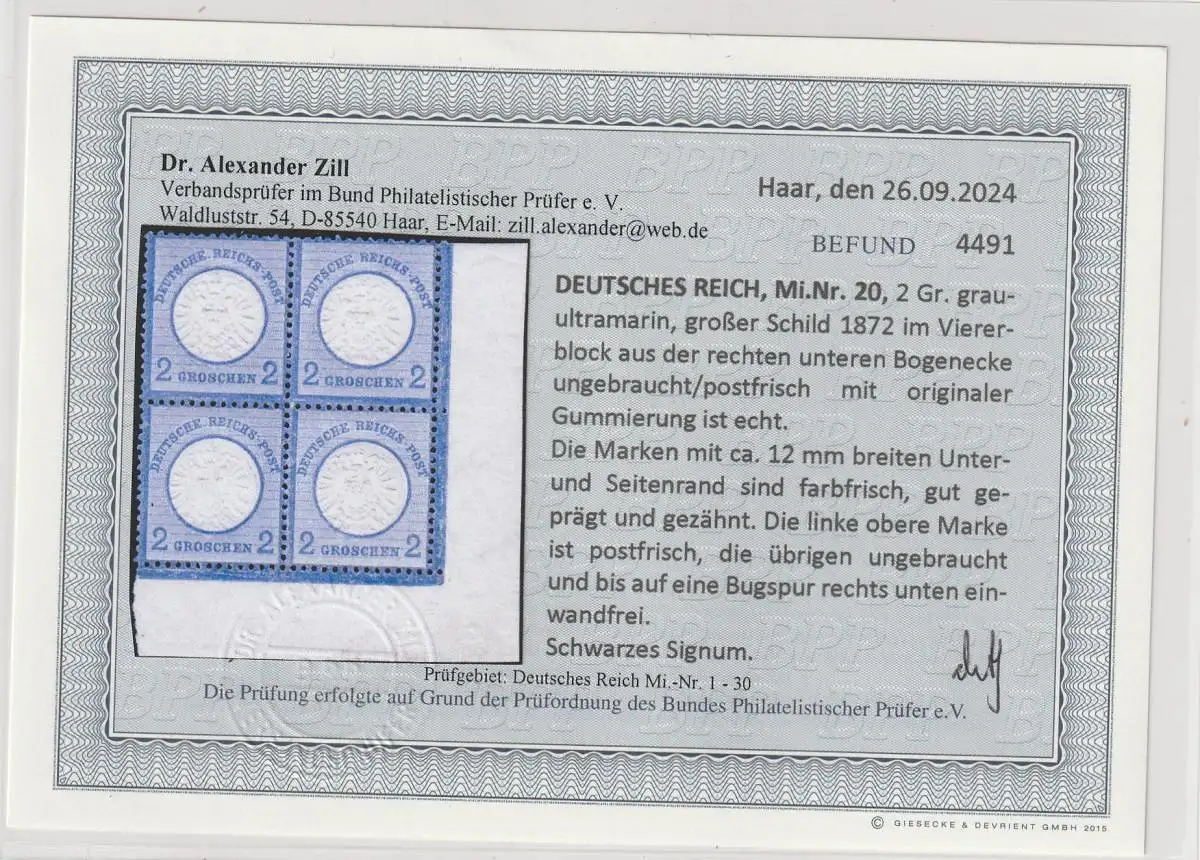 Dr. Alexander Zill
Verbandsprüfer im Bund Philatelistischer Prüfer e. V.
Waldluststr. 54, D-85540 Haar, E-Mail: zill.alexander@web.de
Haar, den 26.09.2024
BEFUND 4491
DEUTSCHES REICHS-POST
2 GROSCHEN 2
DEUTSCHE REICHS-POST
2 GROSCHEN 2
DEUTSCHE REICHS-POST
2 GROSCHEN 2
DEUTSCHE REICHS-POST
2 GROSCHEN 2
DEUTSCHES REICH, Mi.Nr. 20, 2 Gr. grau-
ultramarin, großer Schild 1872 im Vierer-
block aus der rechten unteren Bogenecke
ungebraucht/postfrisch mit originaler
Gummierung ist echt.
Die Marken mit ca. 12 mm breiten Unter-
und Seitenrand sind farbfrisch, gut ge-
prägt und gezähnt. Die linke obere Marke
ist postfrisch, die übrigen ungebraucht
und bis auf eine Bugspur rechts unten ein-
wandfrei.
Schwarzes Signum.
Prüfgebiet: Deutsches Reich Mi.-Nr. 1 - 30
Die Prüfung erfolgte auf Grund der Prüfordnung des Bundes Philatelistischer Prüfer e.V.
© GIESECKE & DEVRIENT GMBH 2015